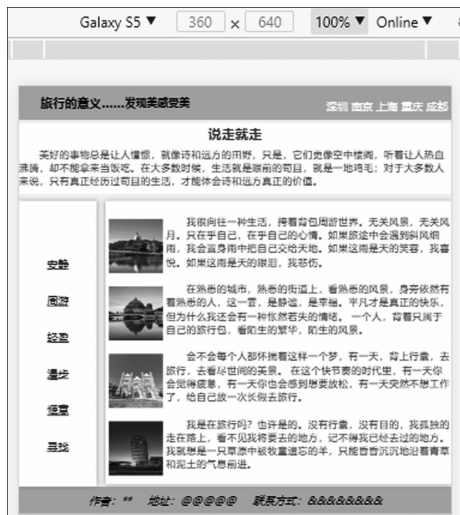 Galaxy S5 ▼ 360 × 640 100% ▼ Online ▼
旅行的意义……发现美感受美
深圳 南京 上海 重庆 成都
说走就走
美好的事物总是让人憧憬，就像诗和远方的田野，只是，它们更像空中楼阁，听着让人热血
沸腾，却不能拿来当饭吃。在大多数时候，生活就是眼前的苟且，就是一地鸡毛；对于大多数人
来说，只有真正经历过苟且的生活，才能体会诗和远方真正的价值。
安静
周游
轻盈
漫步
惬意
寻找
我很向往一种生活，挎着背包周游世界。无关风景，无关风
月。只在乎自己，在乎自己的心情。如果旅途中会遇到斜风细
雨，我会置身雨中把自己交给天地。如果这雨是天的笑容，我喜
悦。如果这雨是天的眼泪，我悲伤。
在熟悉的城市，熟悉的街道上，看熟悉的风景，身旁依然有
着熟悉的人，这一霎，是静谧，是幸福。平凡才是真正的快乐，
但为什么我还会有一种怅然若失的情绪。一个人，背着只属于
自己的旅行包，看陌生的繁华，陌生的风景。
会不会每个人都怀揣着这样一个梦，有一天，背上行囊，去
旅行，去看尽世间的美景。在这个快节奏的时代里，有一天你
会觉得疲惫，有一天你也会感到想要放松，有一天突然不想工作
了，给自己放一次长假去旅行。
我是在旅行吗？也许是的。没有行囊，没有目的，我孤独的
走在路上，看不见我将要去的地方，记不得我已经去过的地方。
我就想是一只草原中被牧童遗忘的羊，只能昏昏沉沉地沿着青草
和泥土的气息前进。
作者：** 地址：@@@@@ 联系方式：&&&&&&&&